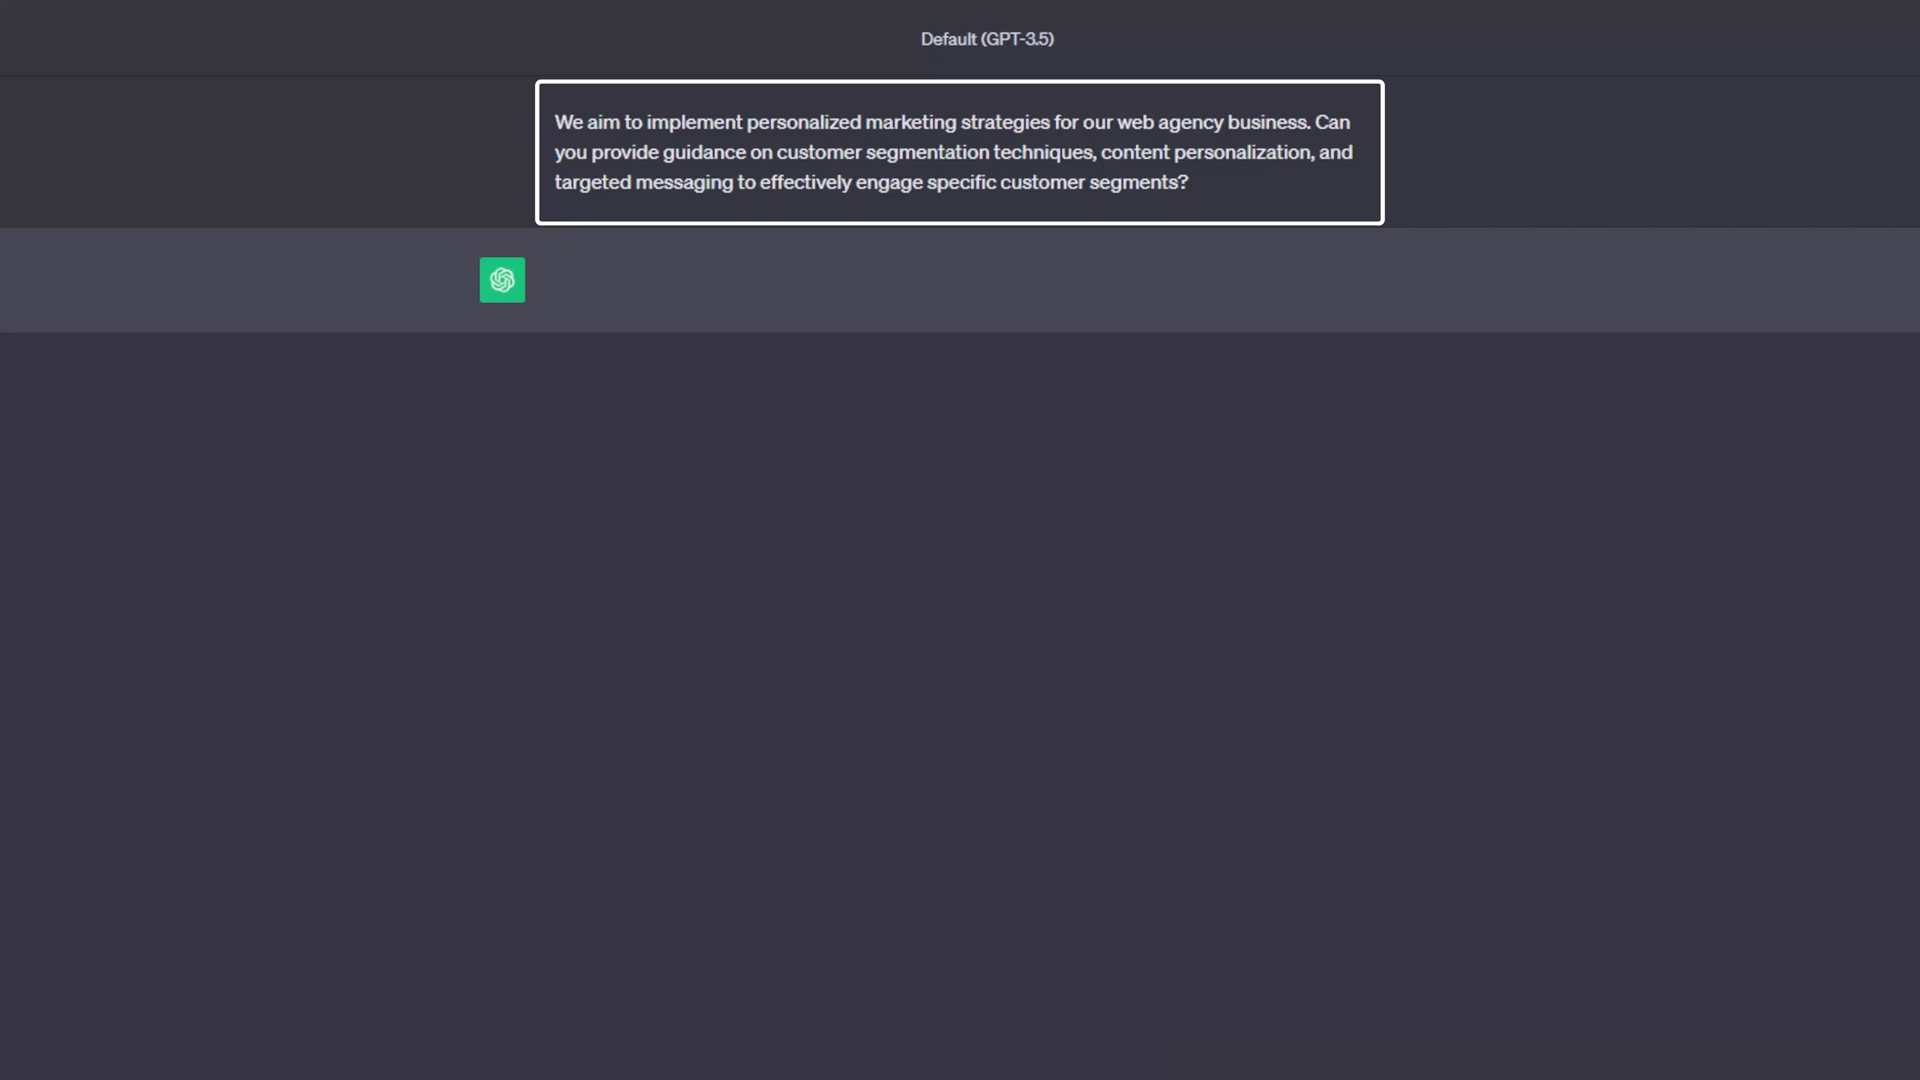 Default (GPT-3.5)
We aim to implement personalized marketing strategies for our web agency business. Can
you provide guidance on customer segmentation techniques, content personalization, and
targeted messaging to effectively engage specific customer segments?